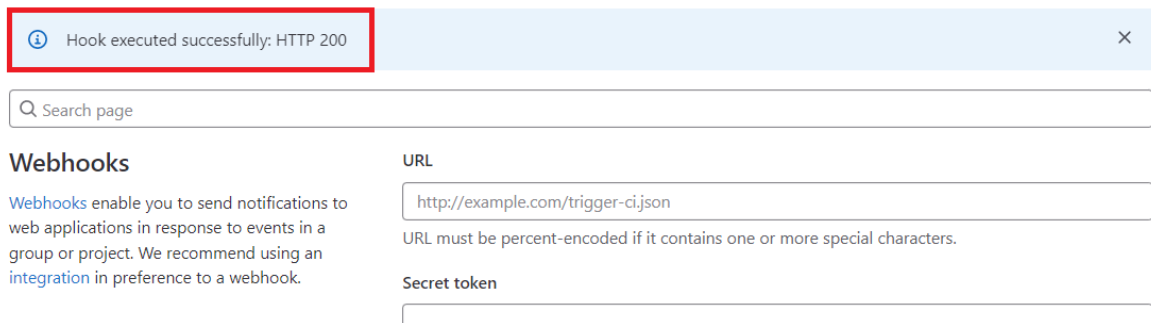 Hook executed successfully: HTTP 200
Search page
Webhooks
Webhooks enable you to send notifications to
web applications in response to events in a
group or project. We recommend using an
integration in preference to a webhook.
URL
http://example.com/trigger-ci.json
URL must be percent-encoded if it contains one or more special characters.
Secret token